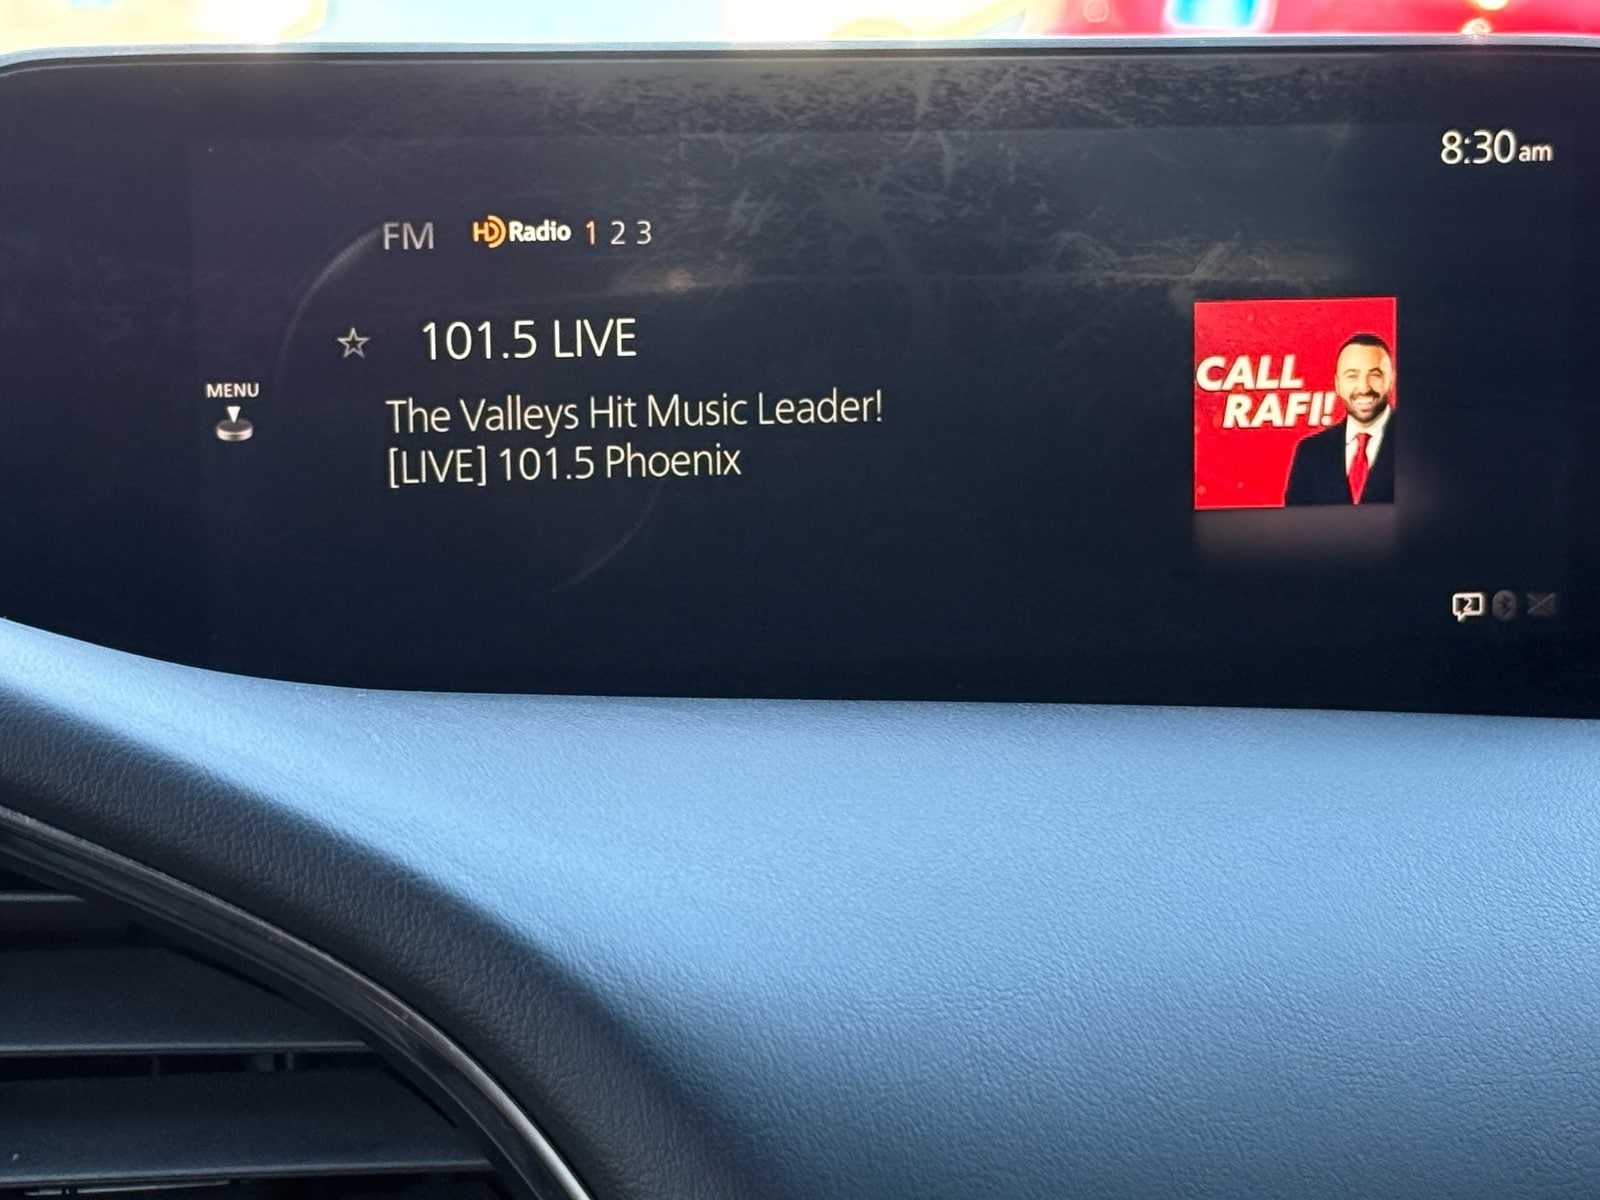 8:30am
FM HD Radio 1 2 3
101.5 LIVE
MENU
The Valleys Hit Music Leader!
[LIVE] 101.5 Phoenix
CALL
RAFI!
2